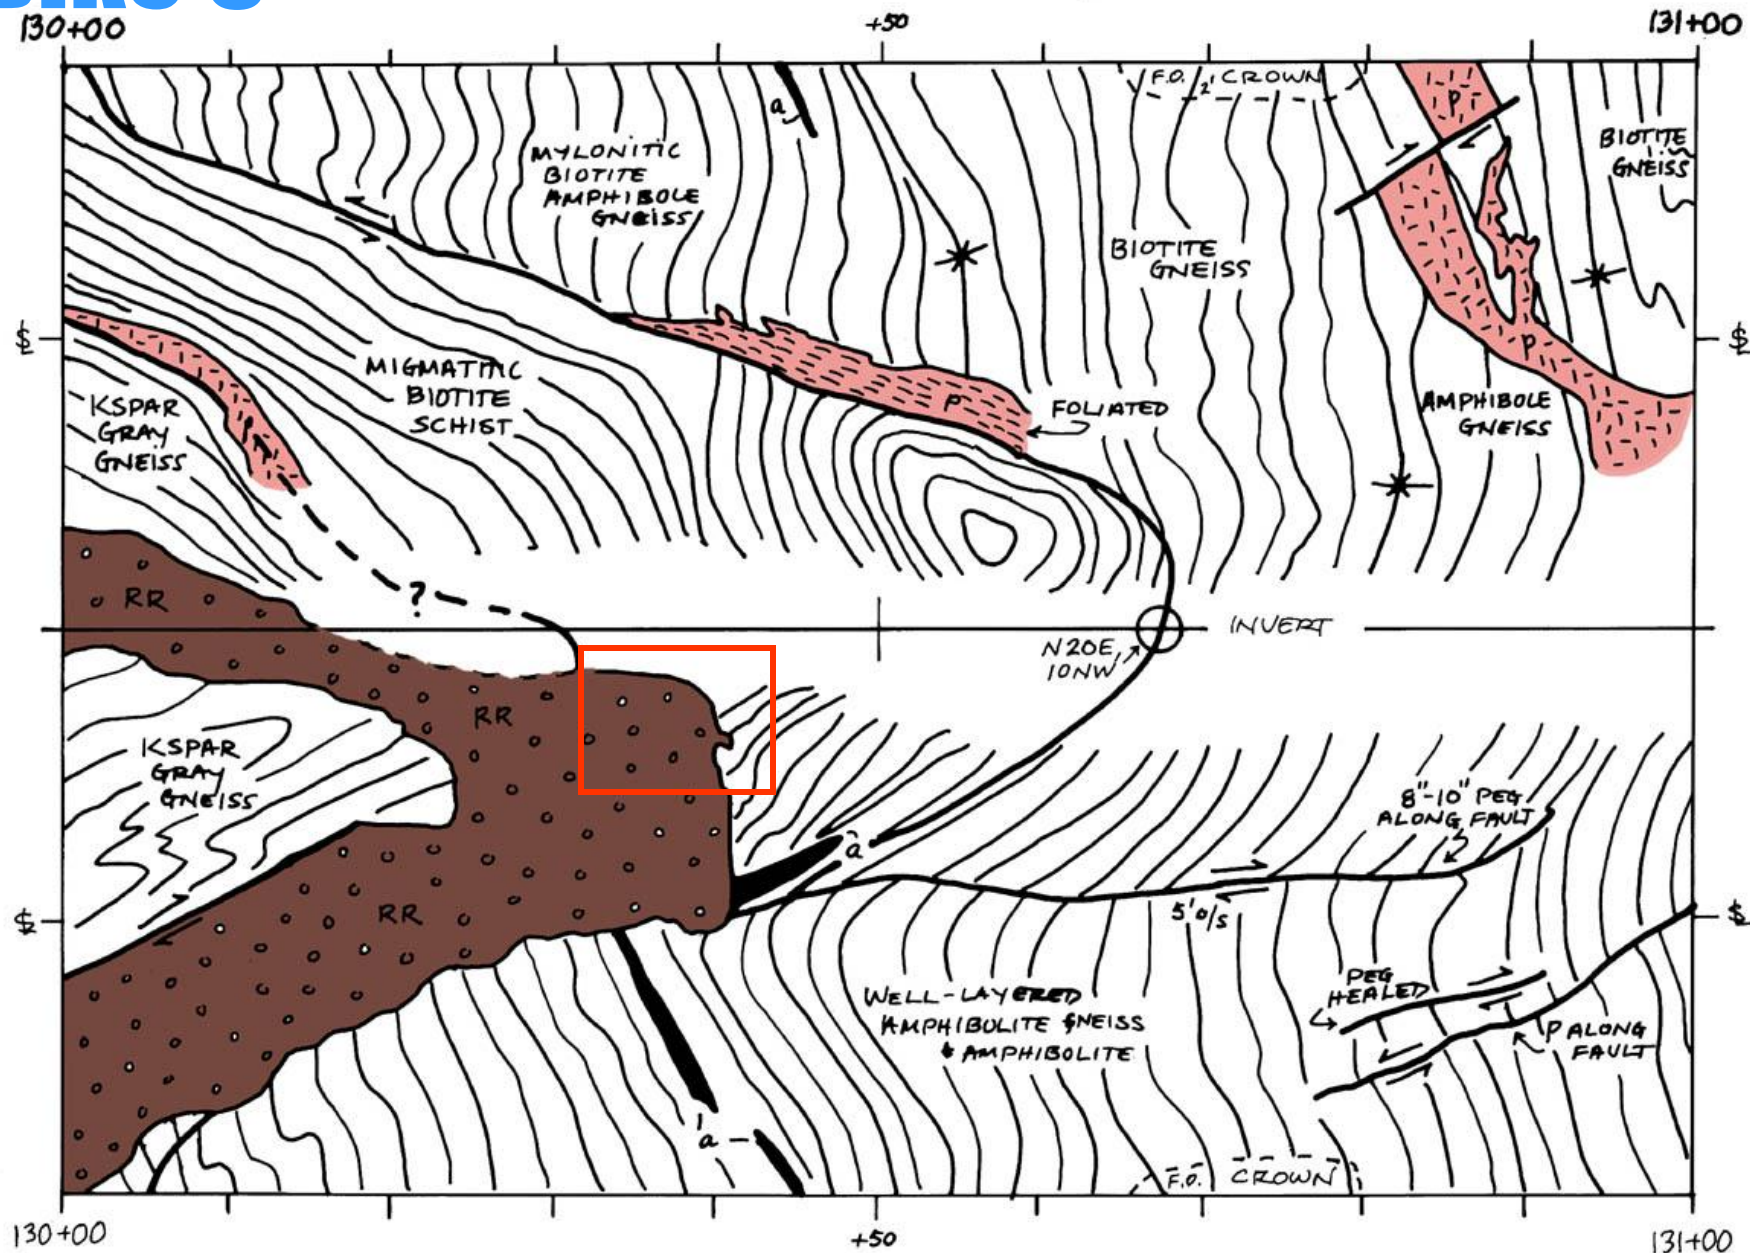 130+00
+50
131+00
a
F.O. 2' CROWN
P
MYLONITIC
BIOTITE
AMPHIBOLE
GNEISS
BIOTITE
GNEISS
BIOTITE
GNEISS
P
MIGMATITIC
BIOTITE
SCHIST
KSPAR
GRAY
GNEISS
P
FOLIATED
AMPHIBOLE
GNEISS
?
RR
INVERT
N20E
10NW
RR
KSPAR
GRAY
GNEISS
8"-10" PEG
ALONG FAULT
a
RR
5' O/S
WELL-LAYERED
AMPHIBOLITE GNEISS
& AMPHIBOLITE
PEG
HEALED
P ALONG
FAULT
a
F.O. CROWN
130+00
+50
131+00